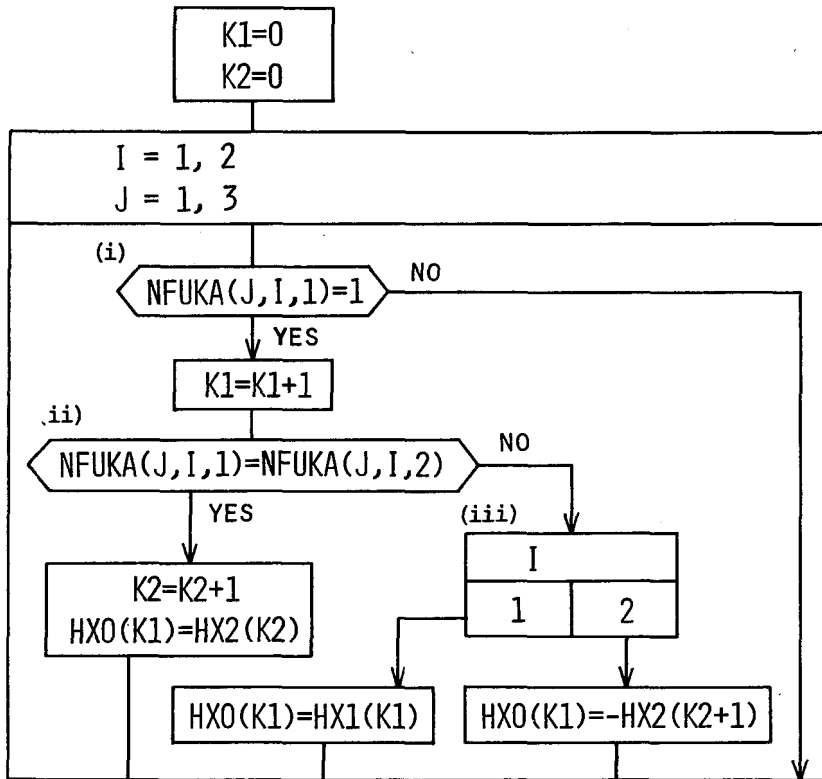 K1=0
K2=0
I = 1, 2
J = 1, 3
(i)
NFUKA(J,I,1)=1
NO
YES
K1=K1+1
ii)
NFUKA(J,I,1)=NFUKA(J,I,2)
NO
YES
(iii)
I
1 2
K2=K2+1
HX0(K1)=HX2(K2)
HX0(K1)=HX1(K1)
HX0(K1)=-HX2(K2+1)